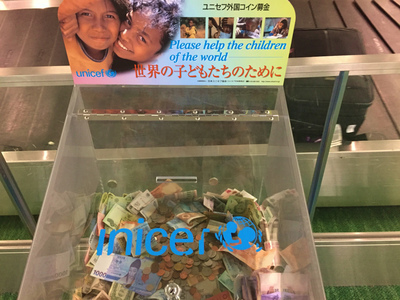 ユニセフ外国コイン募金
Please help the children
of the world
unicef
世界の子どもたちのために
unicef
1000